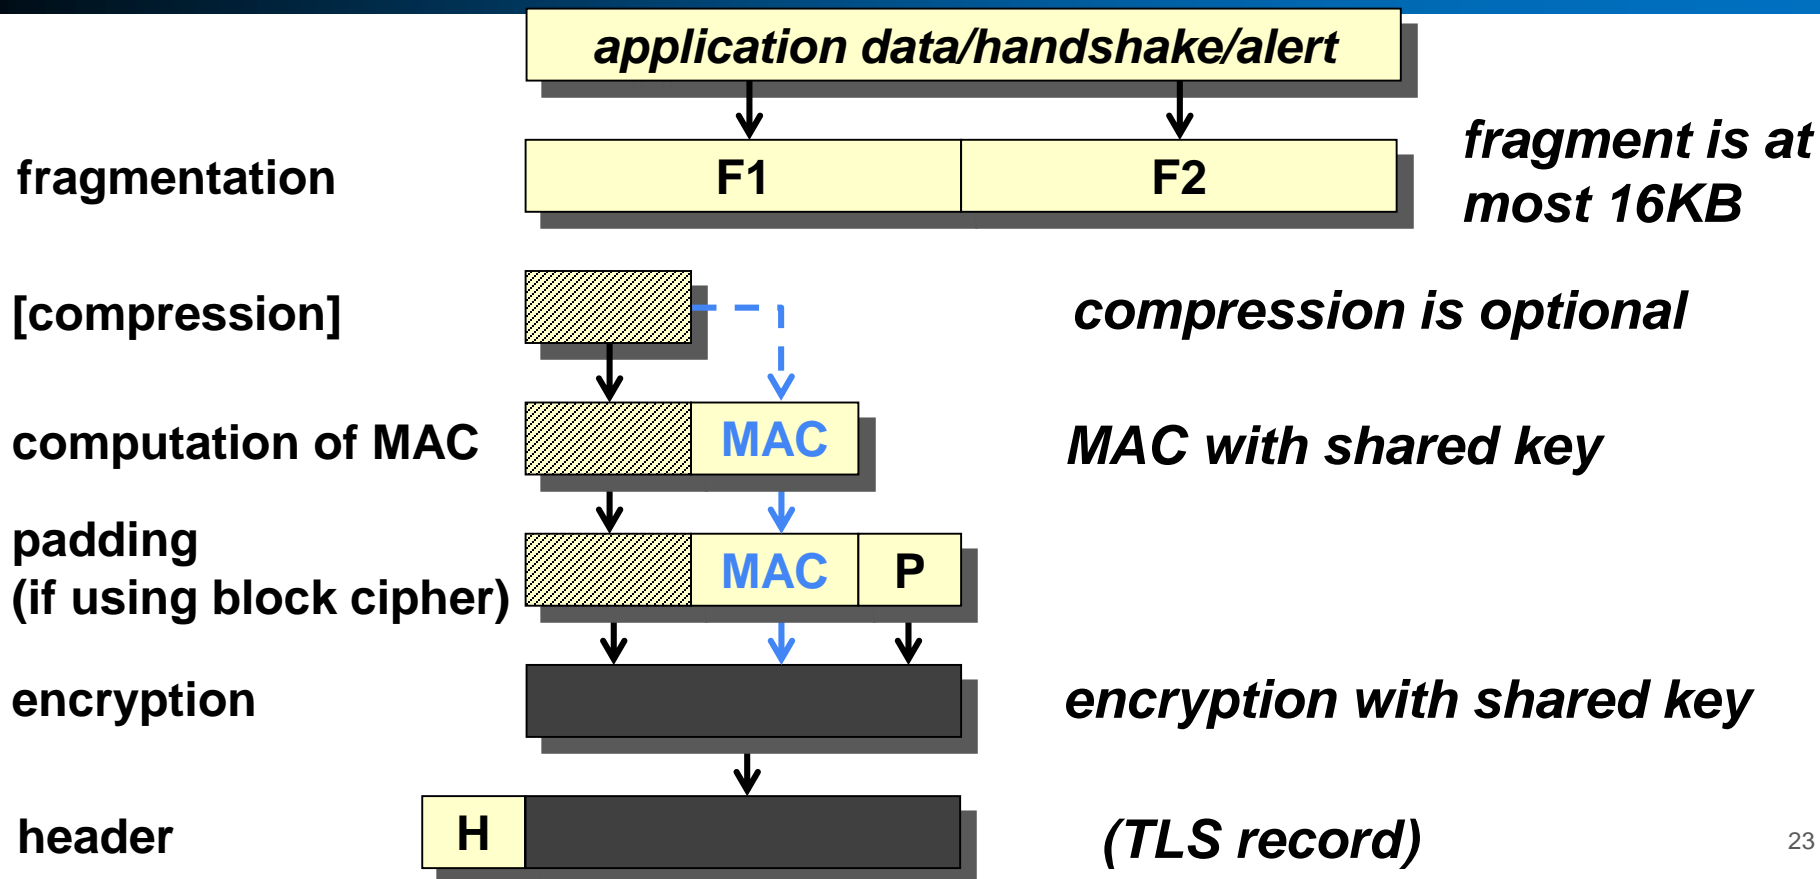 application data/handshake/alert
fragmentation
F1
F2
fragment is at
most 16KB
[compression]
compression is optional
computation of MAC
MAC
MAC with shared key
padding
(if using block cipher)
MAC
P
encryption
encryption with shared key
header
H
(TLS record)
23